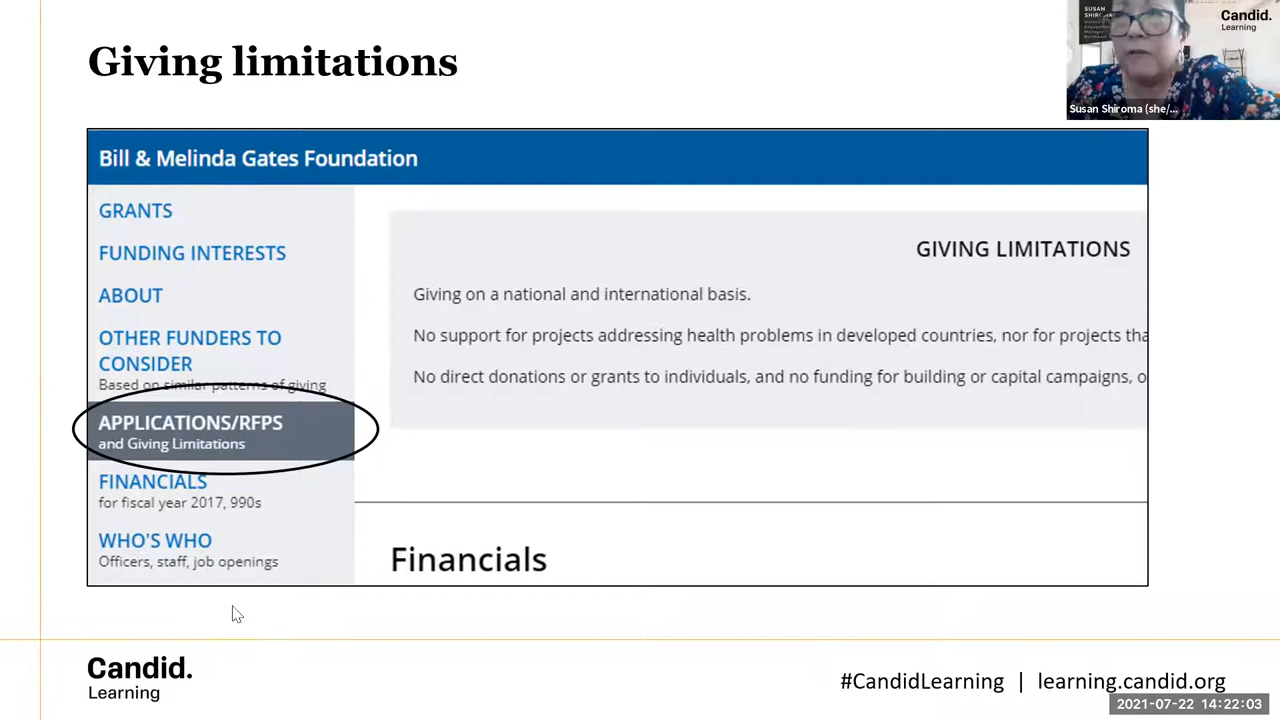 Giving limitations
SUSAN
SHIROMA
Candid.
Learning
Susan Shiroma (she/...
Bill & Melinda Gates Foundation
GRANTS
FUNDING INTERESTS
ABOUT
OTHER FUNDERS TO
CONSIDER
Based on similar patterns of giving
APPLICATIONS/RFPS
and Giving Limitations
FINANCIALS
for fiscal year 2017, 990s
WHO'S WHO
Officers, staff, job openings
GIVING LIMITATIONS
Giving on a national and international basis.
No support for projects addressing health problems in developed countries, nor for projects tha
No direct donations or grants to individuals, and no funding for building or capital campaigns, o
Financials
Candid.
Learning
#CandidLearning | learning.candid.org
2021-07-22 14:22:03